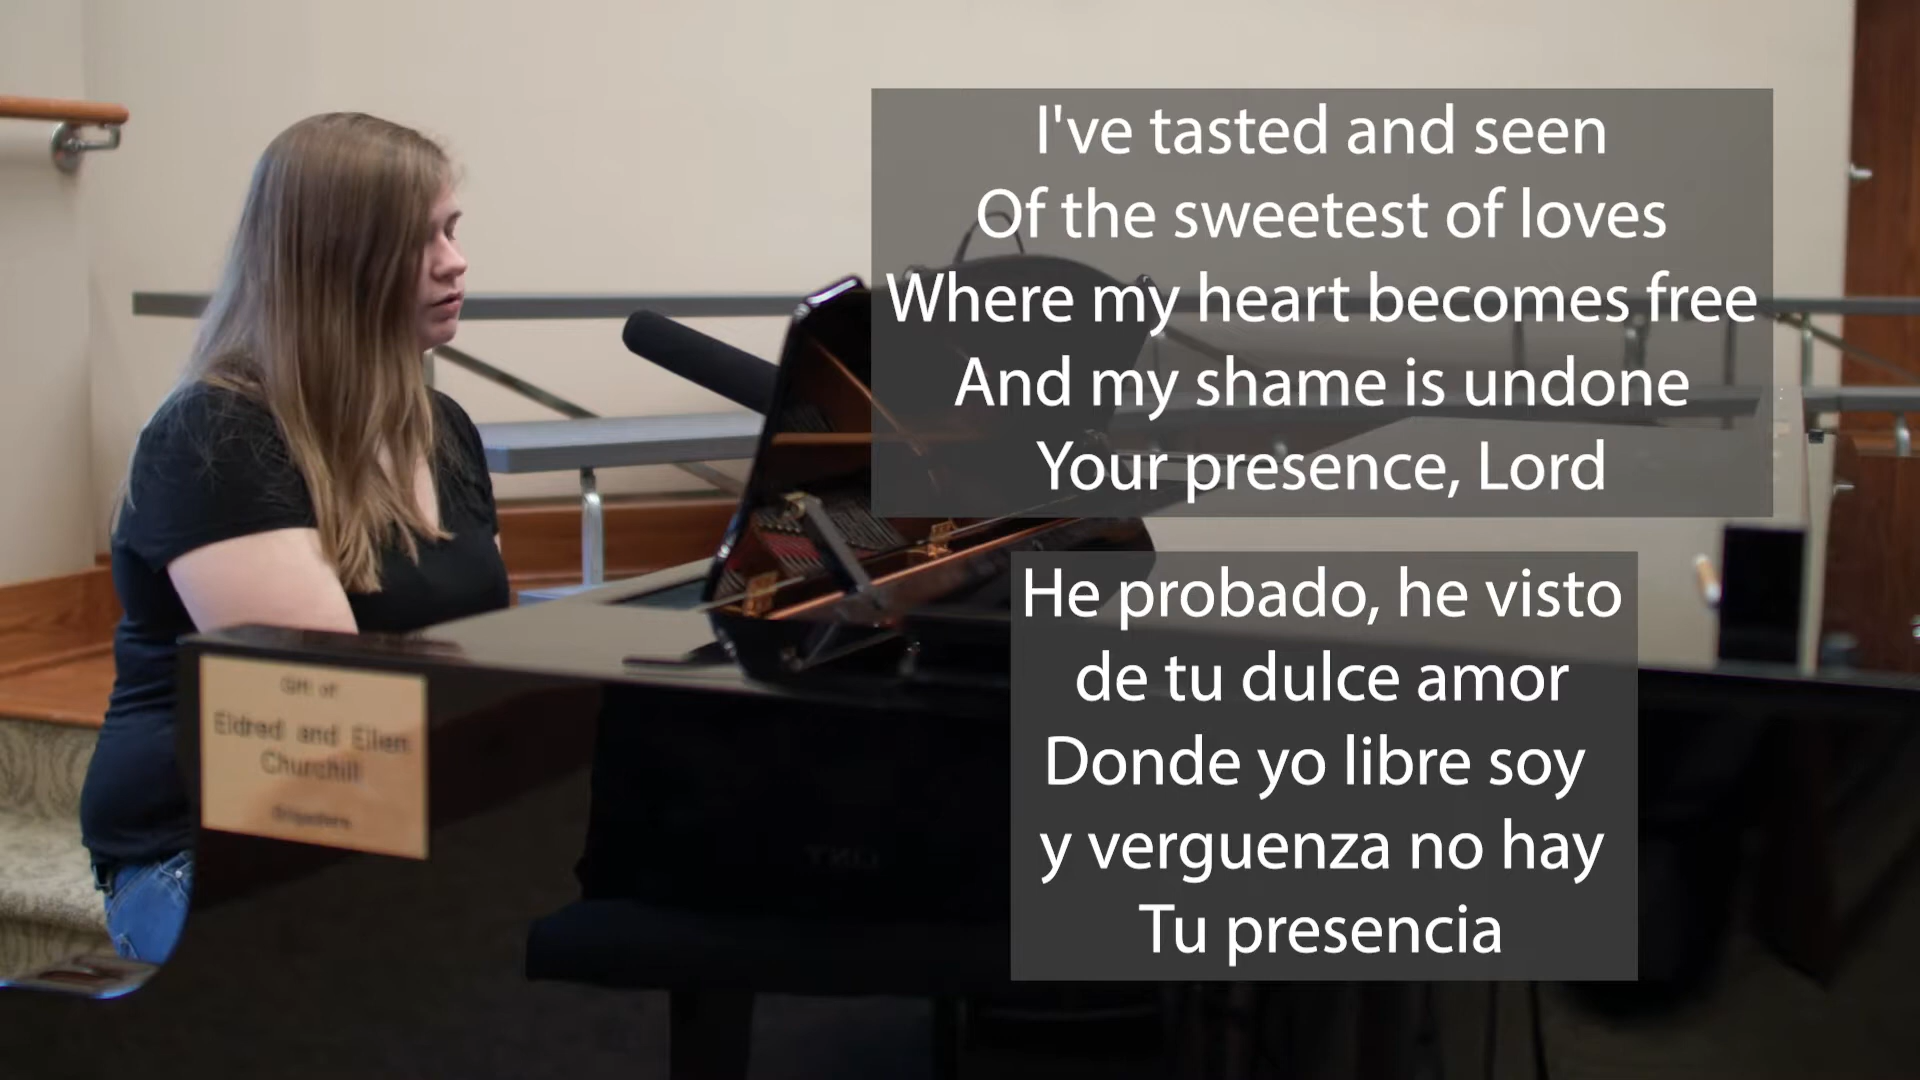 I've tasted and seen
Of the sweetest of loves
Where my heart becomes free
And my shame is undone
Your presence, Lord
He probado, he visto
de tu dulce amor
Donde yo libre soy
y verguenza no hay
Tu presencia
Gift of
Eldred and Ellen
Churchill